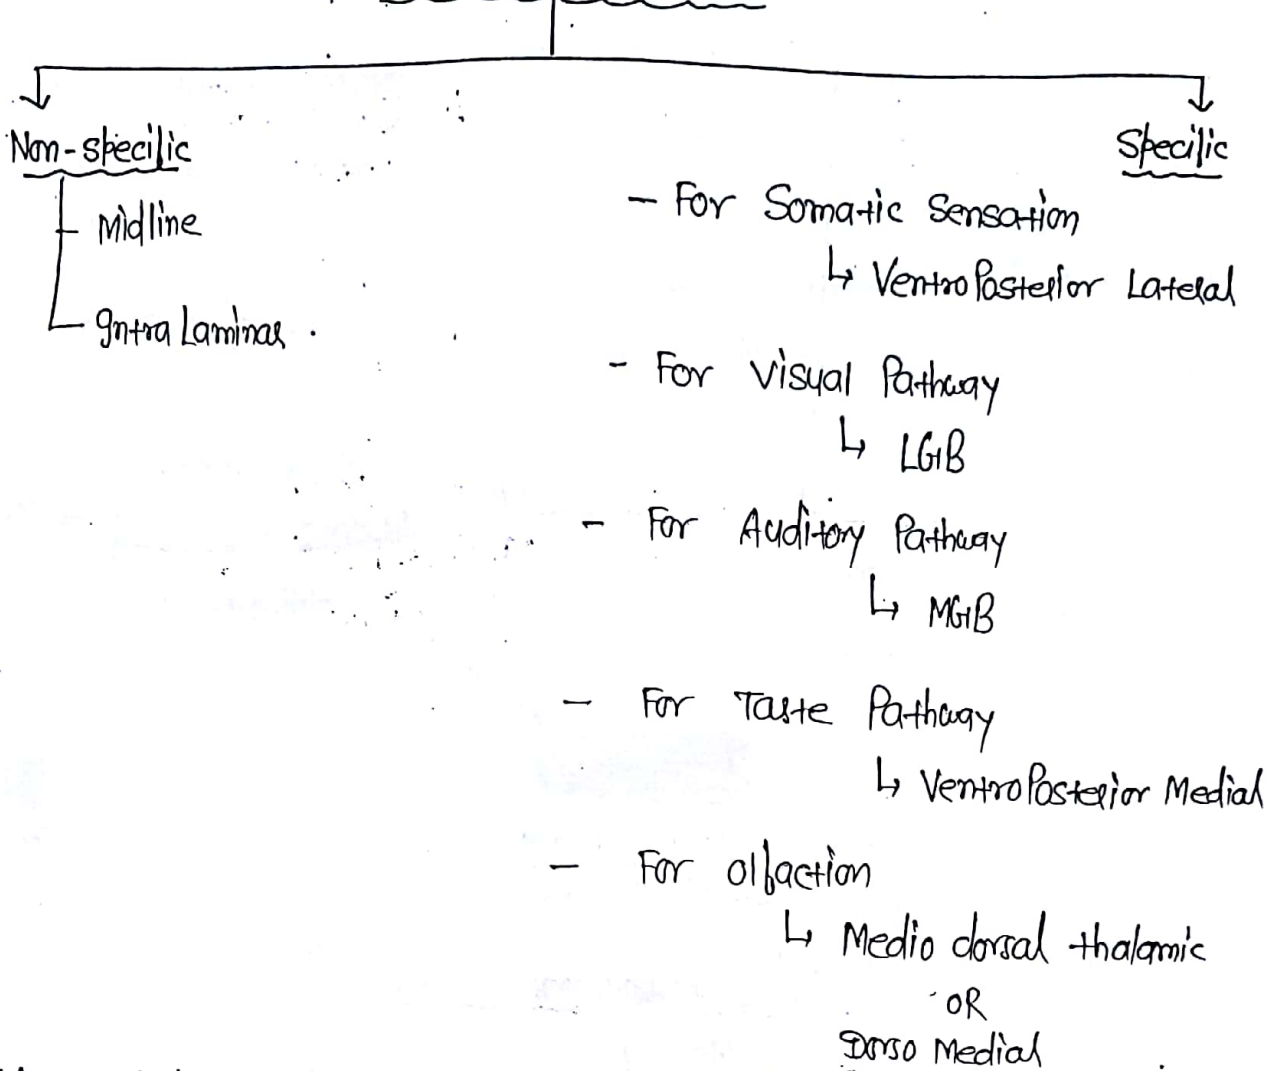 Non-specific
Midline
Intra Laminar.
Specific
- For Somatic Sensation
↳ VentroPosterior Lateral
- For Visual Pathway
↳ LGB
- For Auditory Pathway
↳ MGB
- For Taste Pathway
↳ VentroPosterior Medial
- For olfaction
↳ Medio dorsal thalamic
OR
Dorso Medial